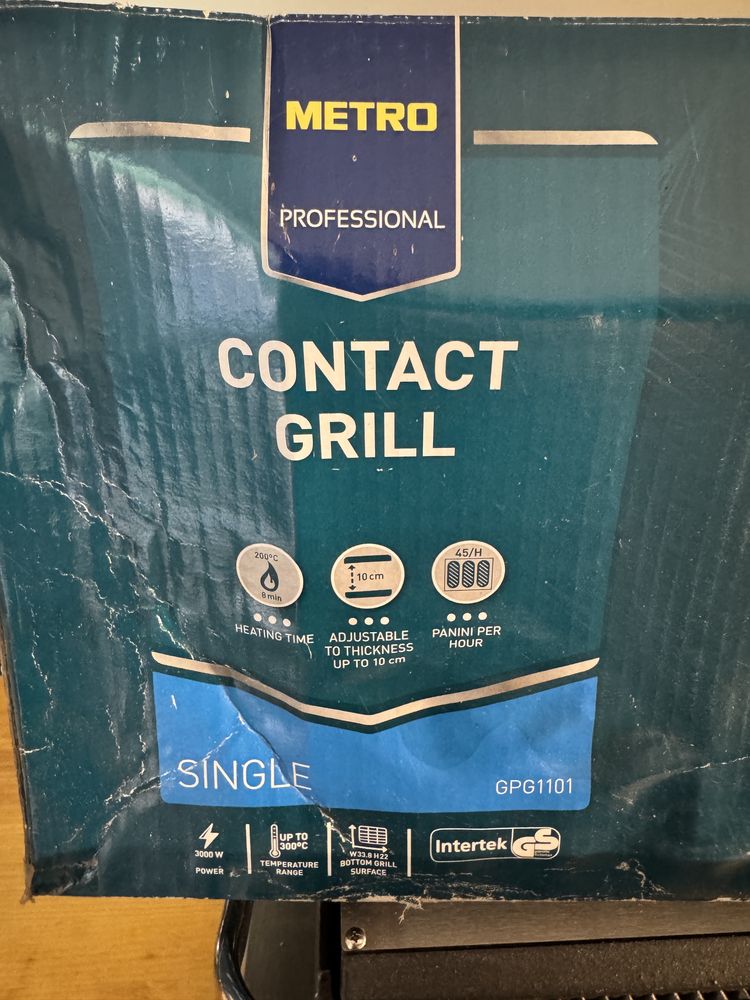 METRO
PROFESSIONAL
CONTACT
GRILL
200°C
8 min
HEATING TIME
10 cm
ADJUSTABLE
TO THICKNESS
UP TO 10 cm
45/H
PANINI PER
HOUR
SINGLE
GPG1101
3000 W
POWER
UP TO
300°C
TEMPERATURE
RANGE
W33.8 H22
BOTTOM GRILL
SURFACE
Intertek
GS